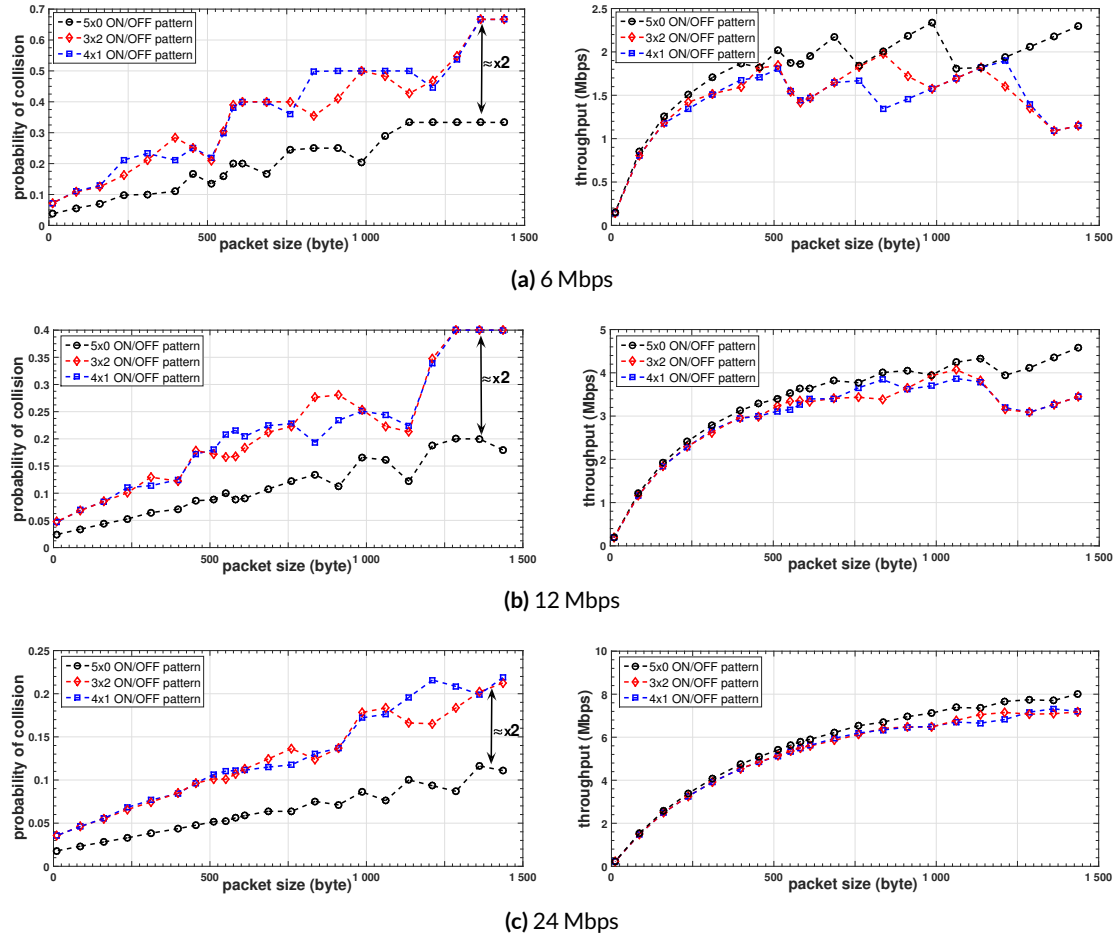 0.7
0.6
0.5
0.4
0.3
0.2
0.1
0
0
500
1 000
1 500
probability of collision
packet size (byte)
5x0 ON/OFF pattern
3x2 ON/OFF pattern
4x1 ON/OFF pattern
≈x2
2.5
2
1.5
1
0.5
0
0
500
1 000
1 500
throughput (Mbps)
packet size (byte)
5x0 ON/OFF pattern
3x2 ON/OFF pattern
4x1 ON/OFF pattern
(a) 6 Mbps
0.4
0.35
0.3
0.25
0.2
0.15
0.1
0.05
0
0
500
1 000
1 500
probability of collision
packet size (byte)
5x0 ON/OFF pattern
3x2 ON/OFF pattern
4x1 ON/OFF pattern
≈x2
5
4
3
2
1
0
0
500
1 000
1 500
throughput (Mbps)
packet size (byte)
5x0 ON/OFF pattern
3x2 ON/OFF pattern
4x1 ON/OFF pattern
(b) 12 Mbps
0.25
0.2
0.15
0.1
0.05
0
0
500
1 000
1 500
probability of collision
packet size (byte)
5x0 ON/OFF pattern
3x2 ON/OFF pattern
4x1 ON/OFF pattern
≈x2
10
8
6
4
2
0
0
500
1 000
1 500
throughput (Mbps)
packet size (byte)
5x0 ON/OFF pattern
3x2 ON/OFF pattern
4x1 ON/OFF pattern
(c) 24 Mbps